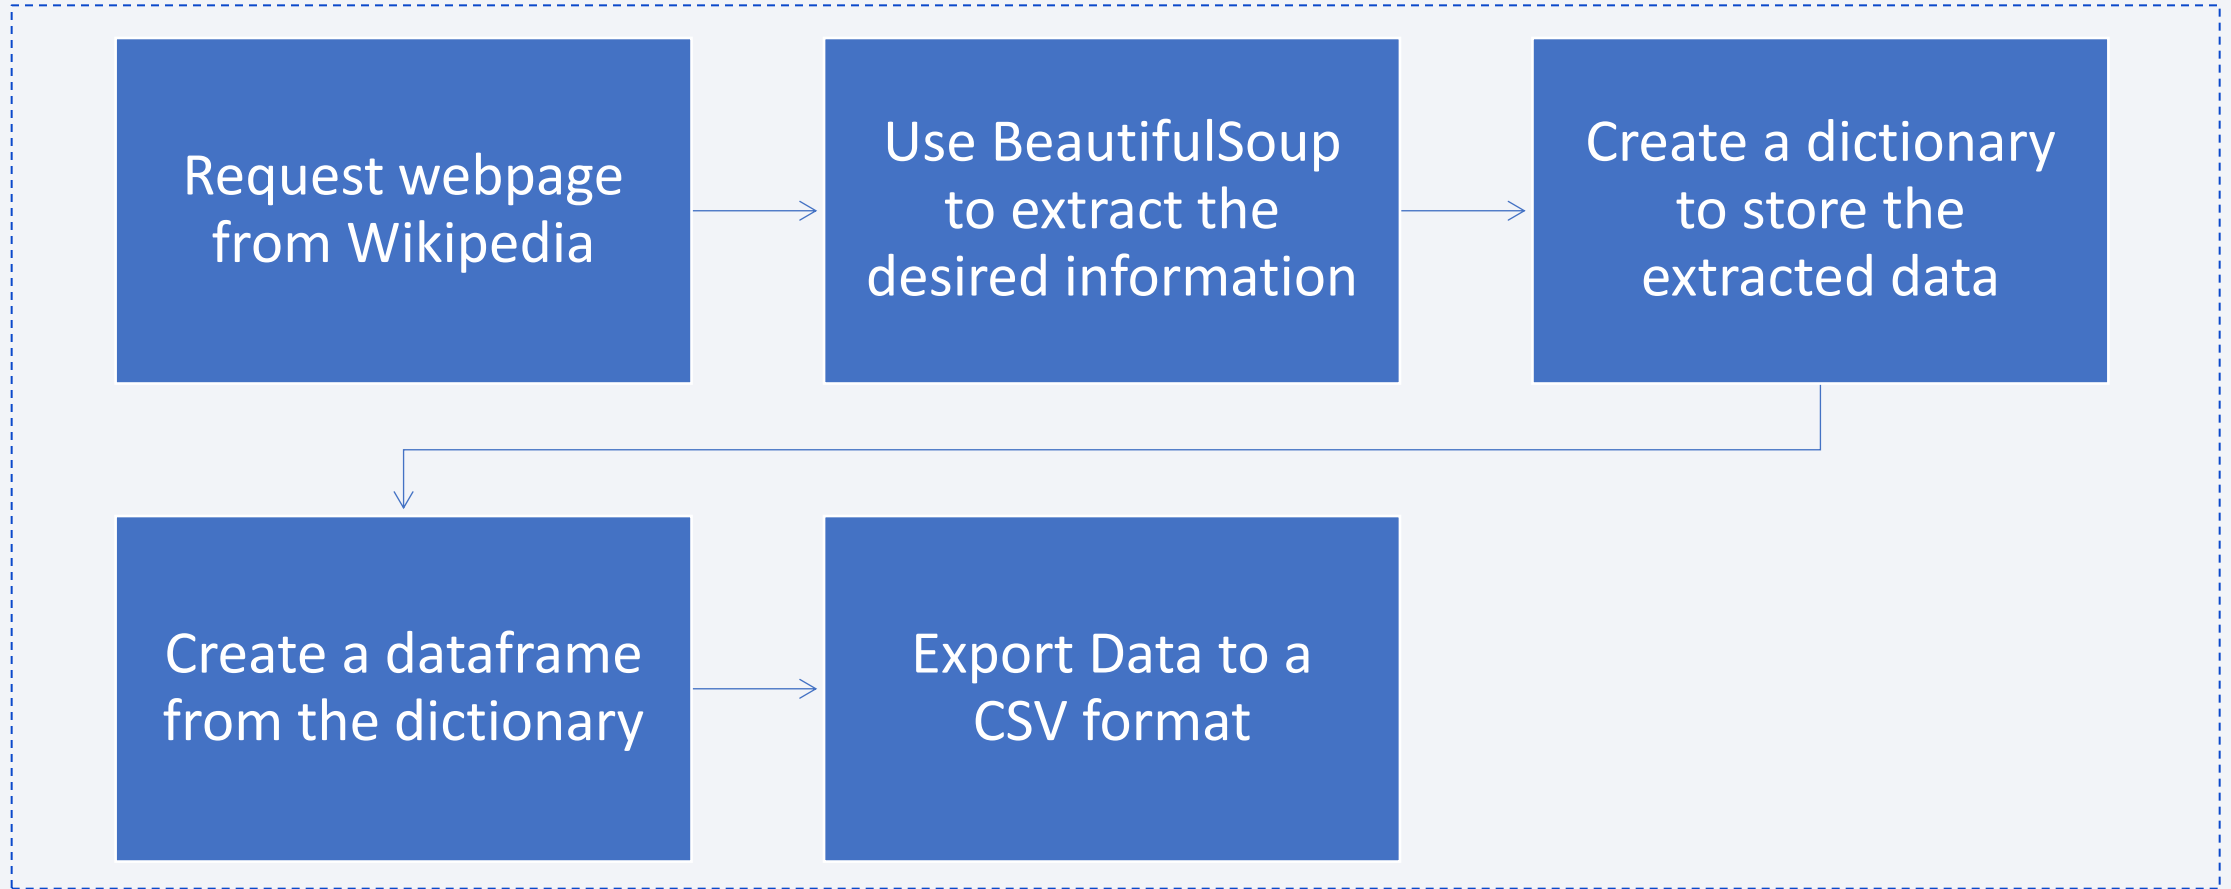 Request webpage
from Wikipedia
Use BeautifulSoup
to extract the
desired information
Create a dictionary
to store the
extracted data
Create a dataframe
from the dictionary
Export Data to a
CSV format